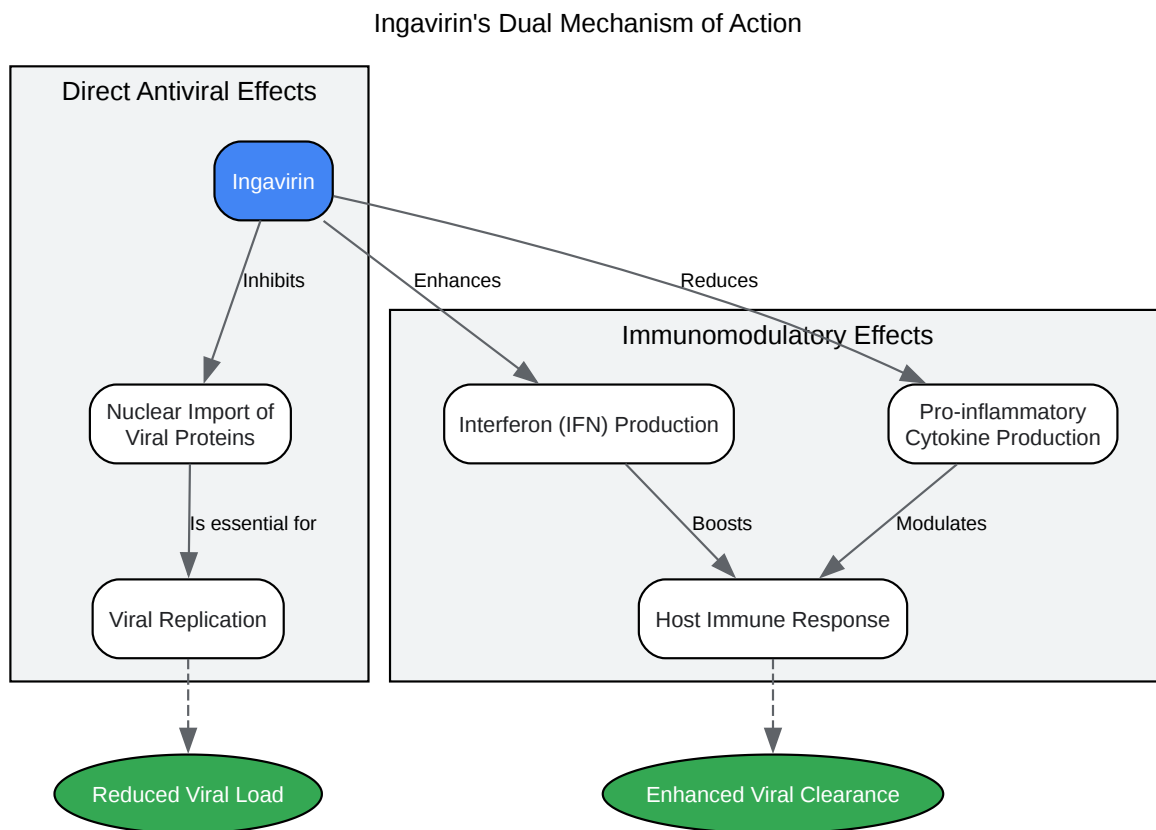 Ingavirin's Dual Mechanism of Action
Direct Antiviral Effects
Ingavirin
Inhibits
Enhances
Reduces
Immunomodulatory Effects
Nuclear Import of
Viral Proteins
Interferon (IFN) Production
Pro-inflammatory
Cytokine Production
Is essential for
Boosts
Modulates
Viral Replication
Host Immune Response
Reduced Viral Load
Enhanced Viral Clearance